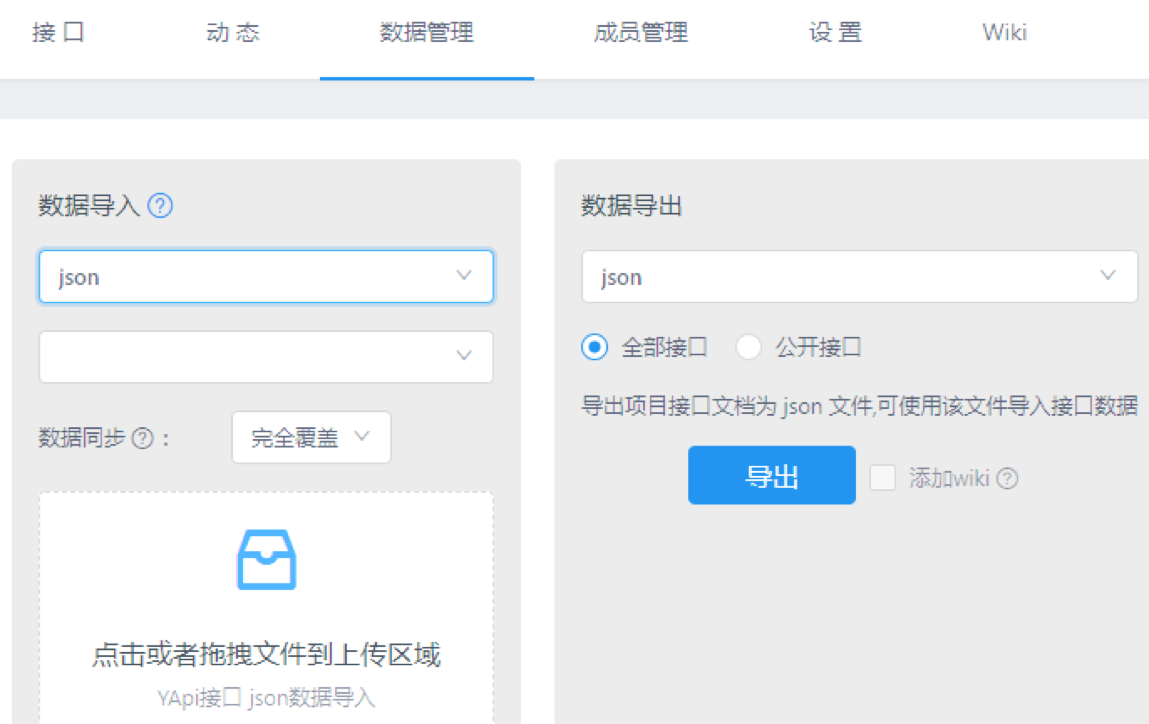 接 口 动 态 数据管理 成员管理 设 置 Wiki
数据导入 ?
json
数据同步 ? :
完全覆盖
点击或者拖拽文件到上传区域
YApi接口 json数据导入
数据导出
json
全部接口 公开接口
导出项目接口文档为 json 文件,可使用该文件导入接口数据
导出 添加wiki ?